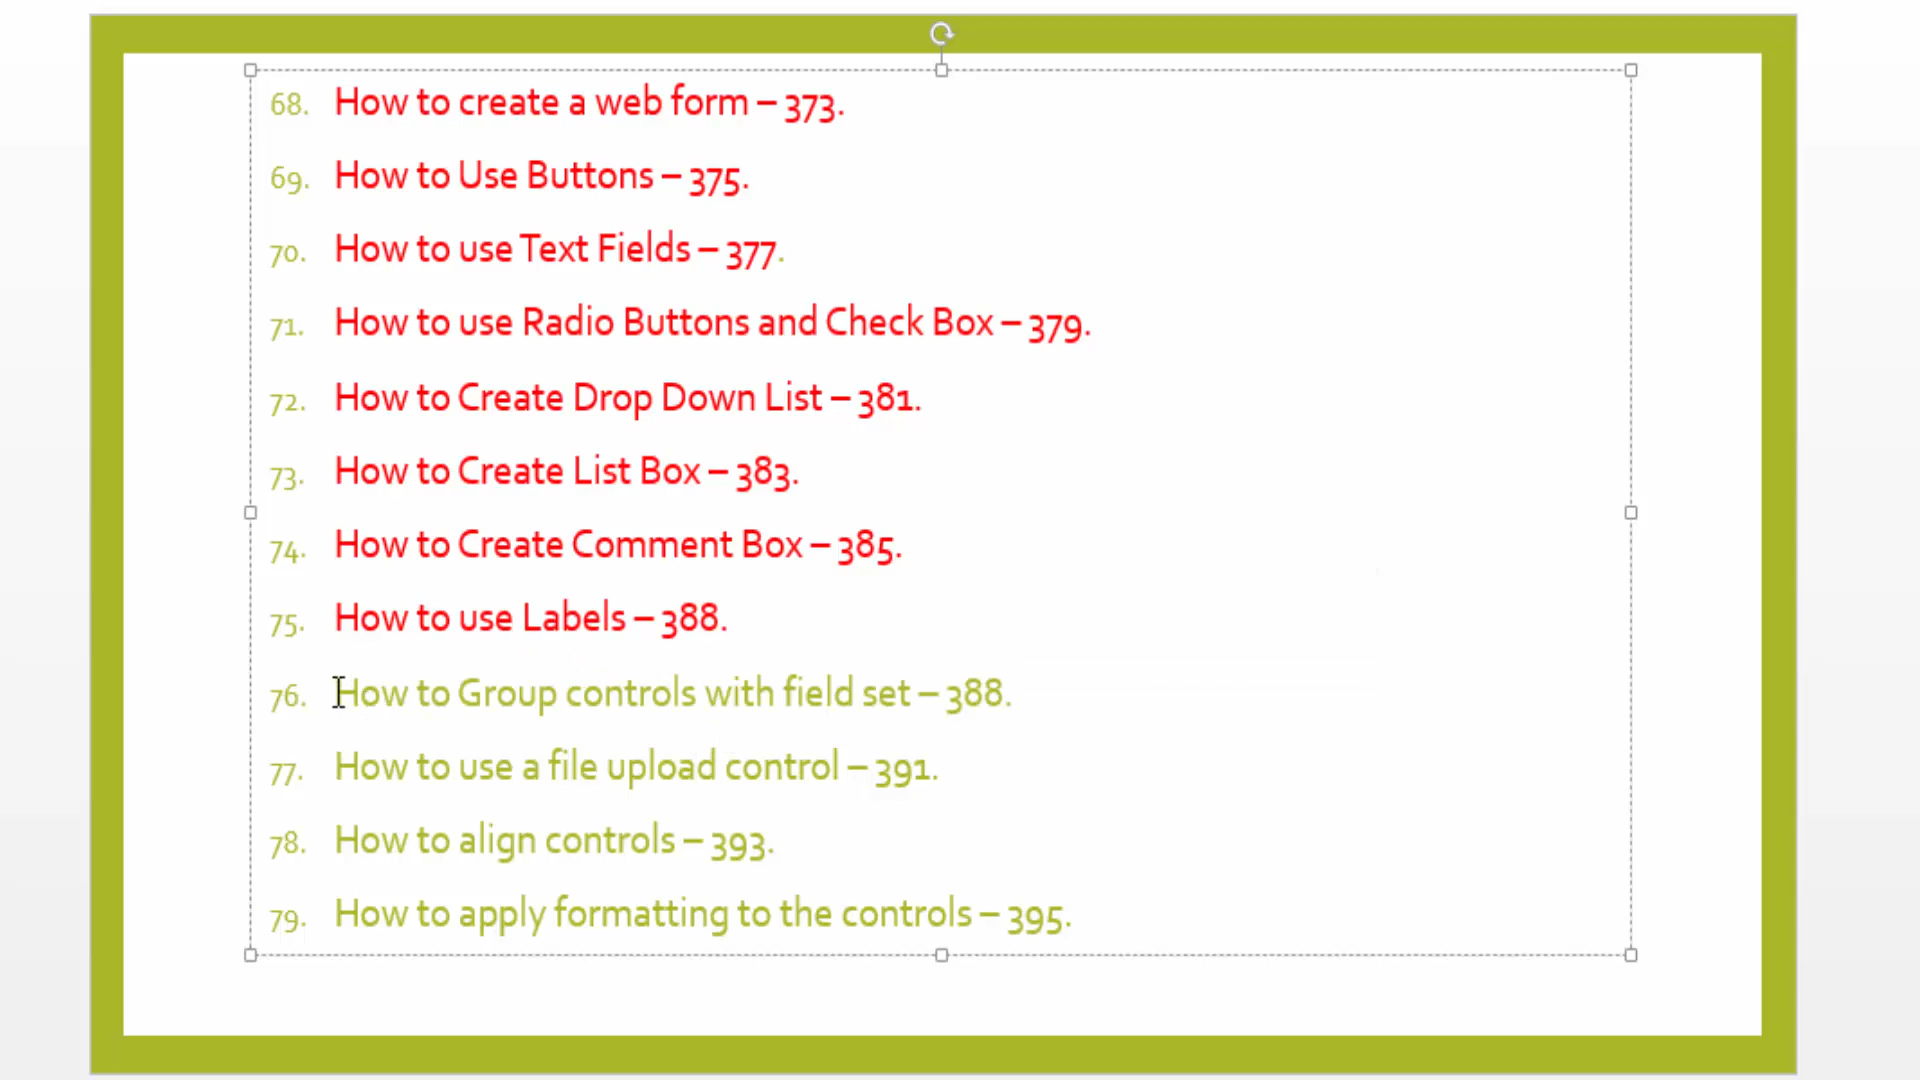 68. How to create a web form – 373.
69. How to Use Buttons – 375.
70. How to use Text Fields – 377.
71. How to use Radio Buttons and Check Box – 379.
72. How to Create Drop Down List – 381.
73. How to Create List Box – 383.
74. How to Create Comment Box – 385.
75. How to use Labels – 388.
76. How to Group controls with field set – 388.
77. How to use a file upload control – 391.
78. How to align controls – 393.
79. How to apply formatting to the controls – 395.